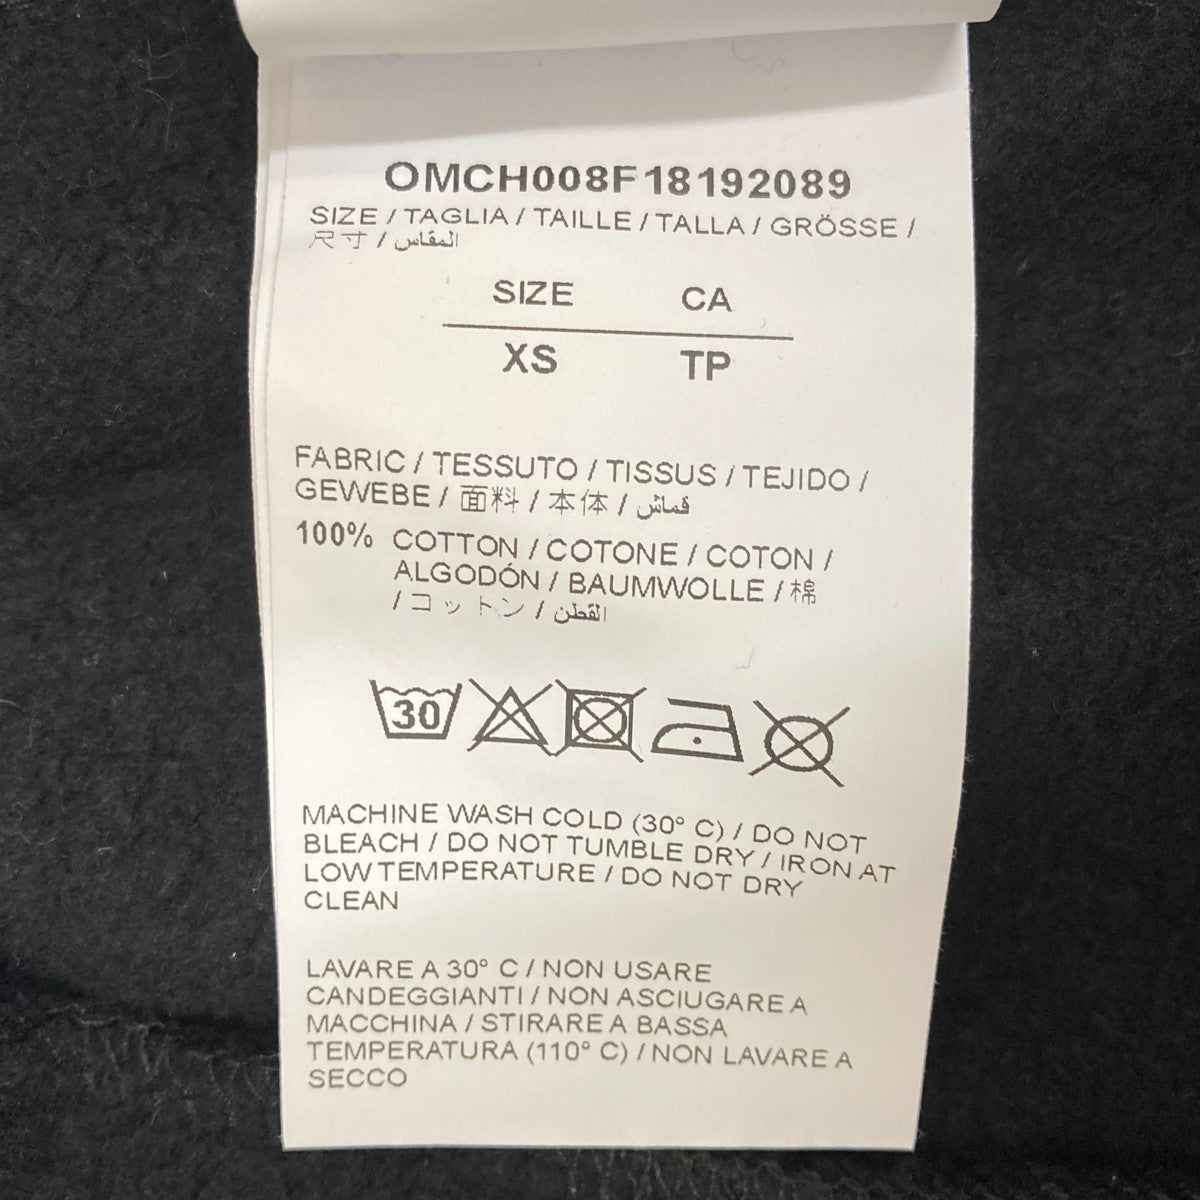 OMCH008F18192089
SIZE / TAGLIA / TAILLE / TALLA / GRÖSSE /
尺寸 / المقاس
SIZE CA
XS TP
FABRIC / TESSUTO / TISSUS / TEJIDO /
GEWEBE / 面料 / 本体 / قماش
100% COTTON / COTONE / COTON /
ALGODÓN / BAUMWOLLE / 棉
/ コットン / القطن
30
MACHINE WASH COLD (30° C) / DO NOT
BLEACH / DO NOT TUMBLE DRY / IRON AT
LOW TEMPERATURE / DO NOT DRY
CLEAN
LAVARE A 30° C / NON USARE
CANDEGGIANTI / NON ASCIUGARE A
MACCHINA / STIRARE A BASSA
TEMPERATURA (110° C) / NON LAVARE A
SECCO